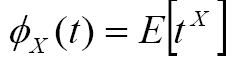 ϕ_X(t) = E[t^X]